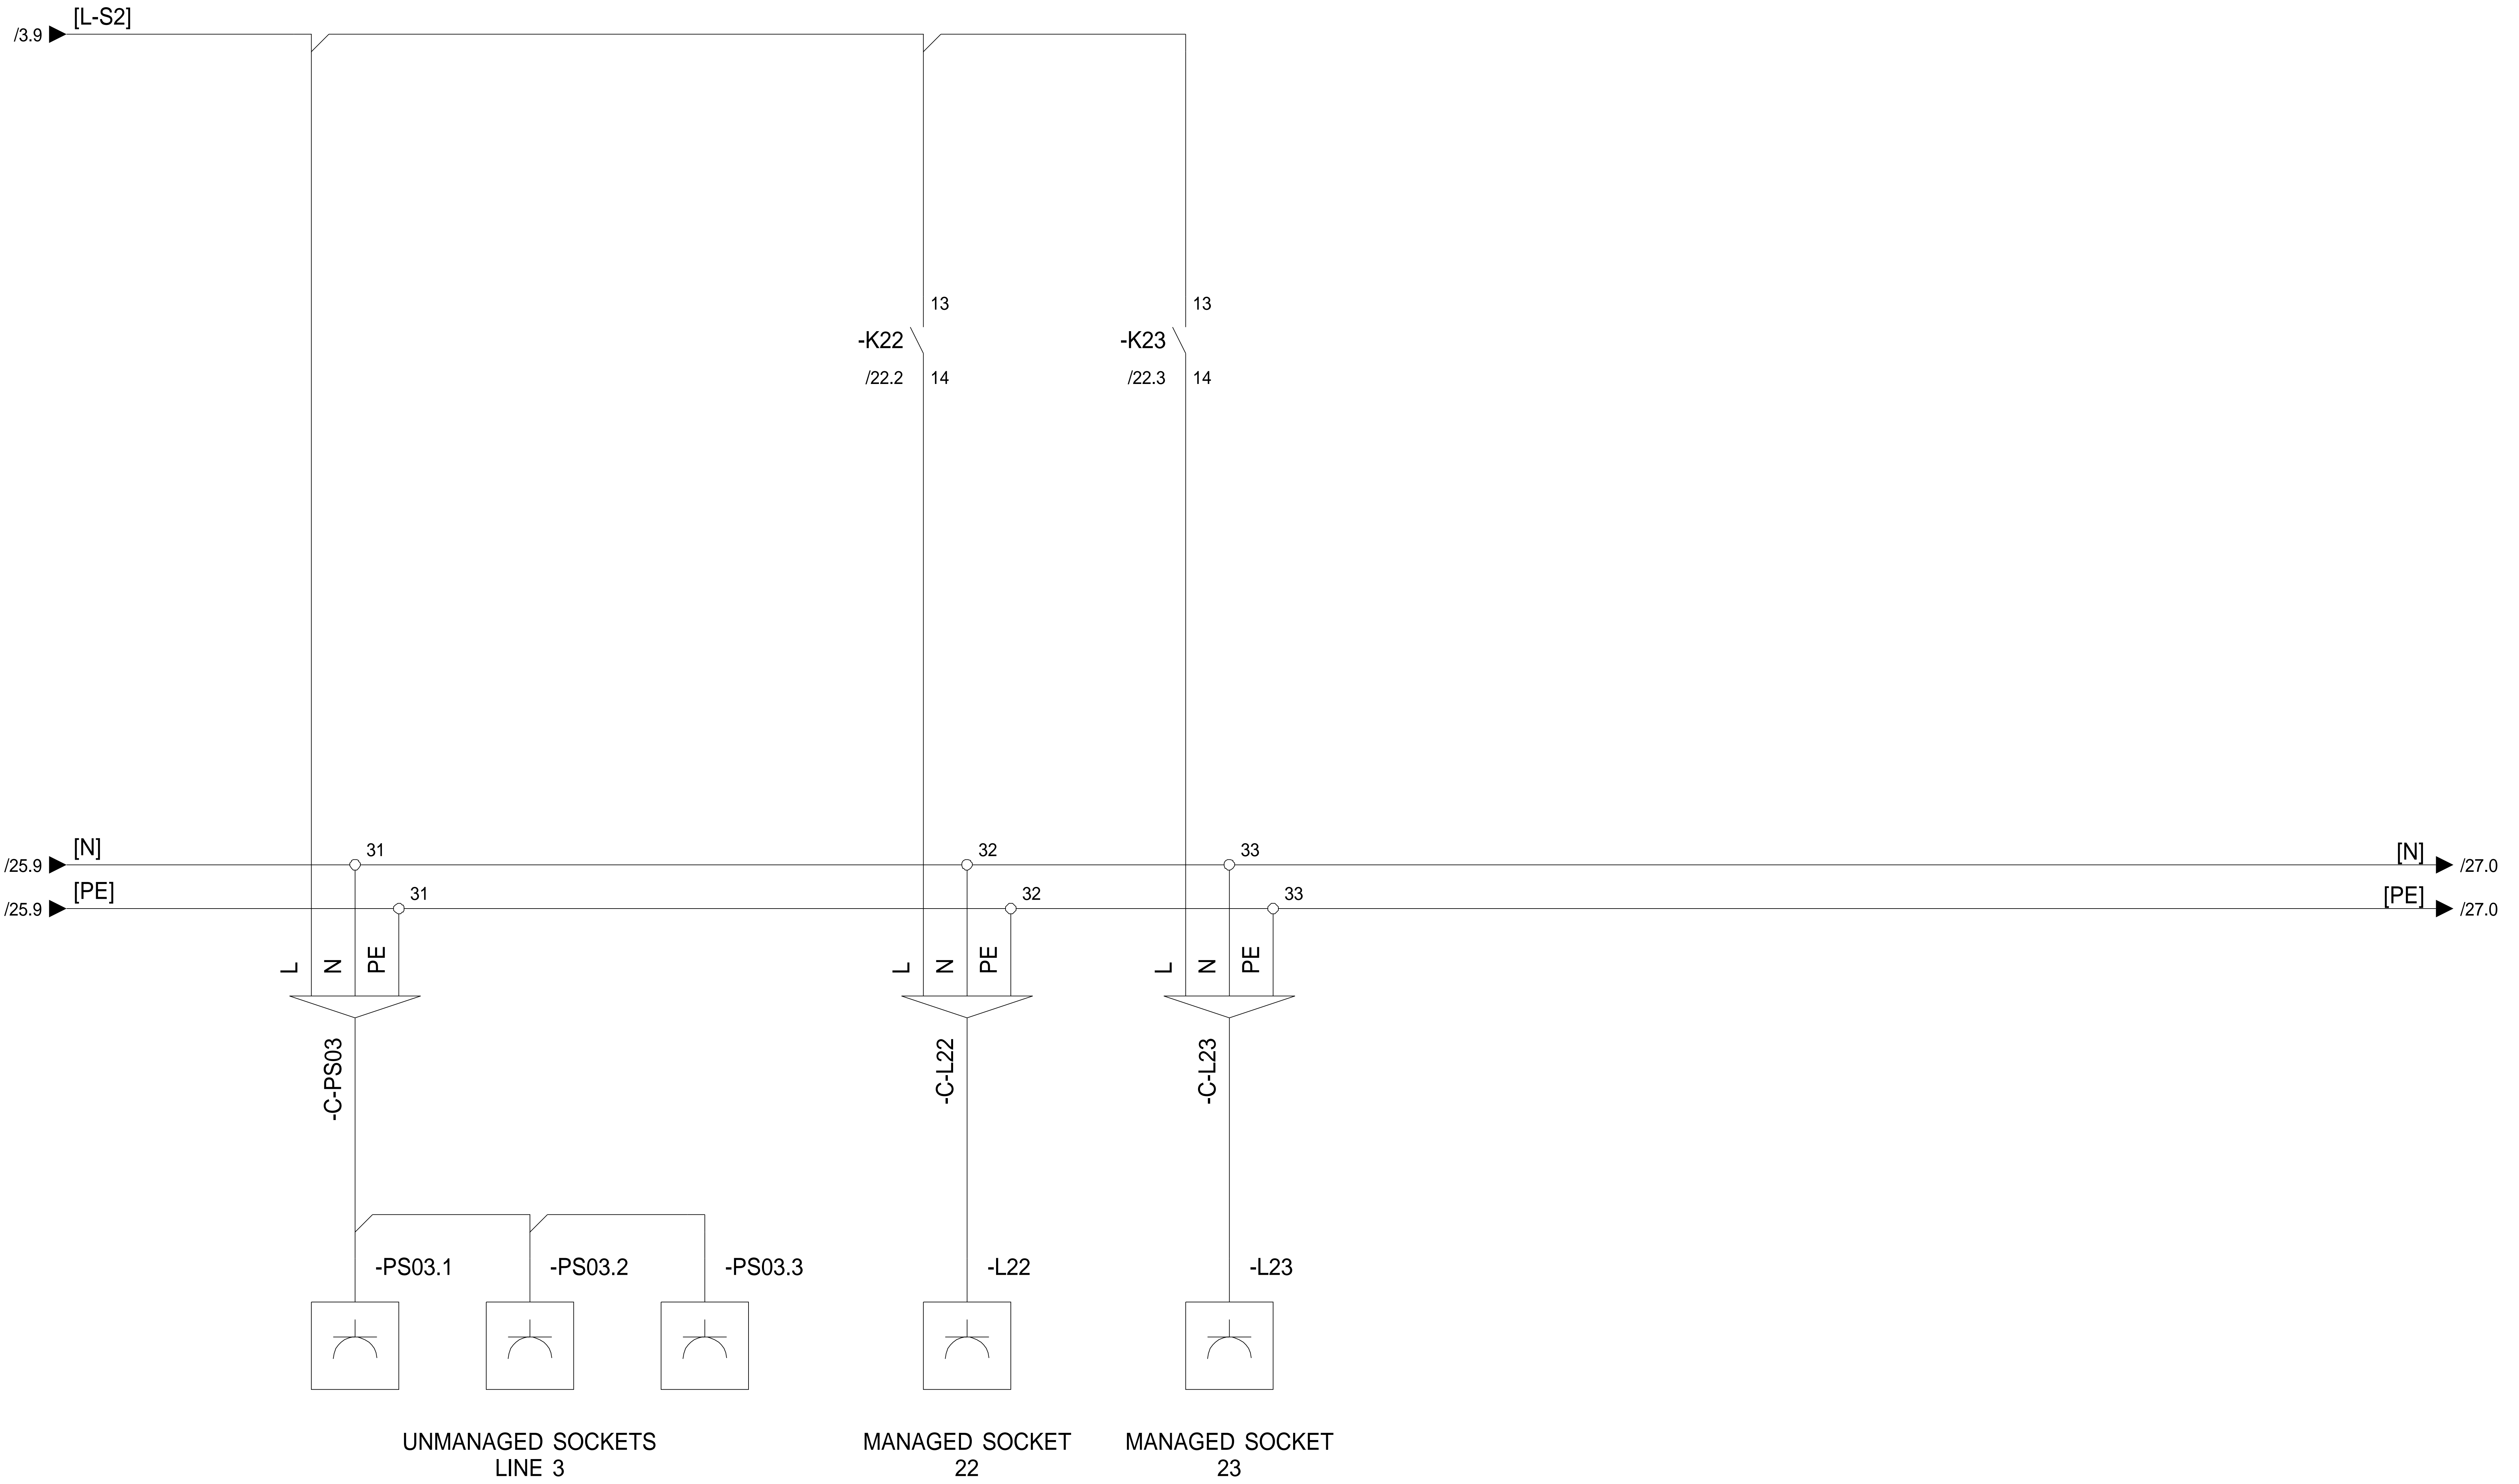 [L-S2]
/3.9
13
13
-K22
-K23
/22.2
14
/22.3
14
[N]
31
32
33
[N]
/25.9
/27.0
[PE]
31
32
33
[PE]
/25.9
/27.0
L N PE
L N PE
L N PE
-C-PS03
-C-L22
-C-L23
-PS03.1
-PS03.2
-PS03.3
-L22
-L23
UNMANAGED SOCKETS
LINE 3
MANAGED SOCKET
22
MANAGED SOCKET
23